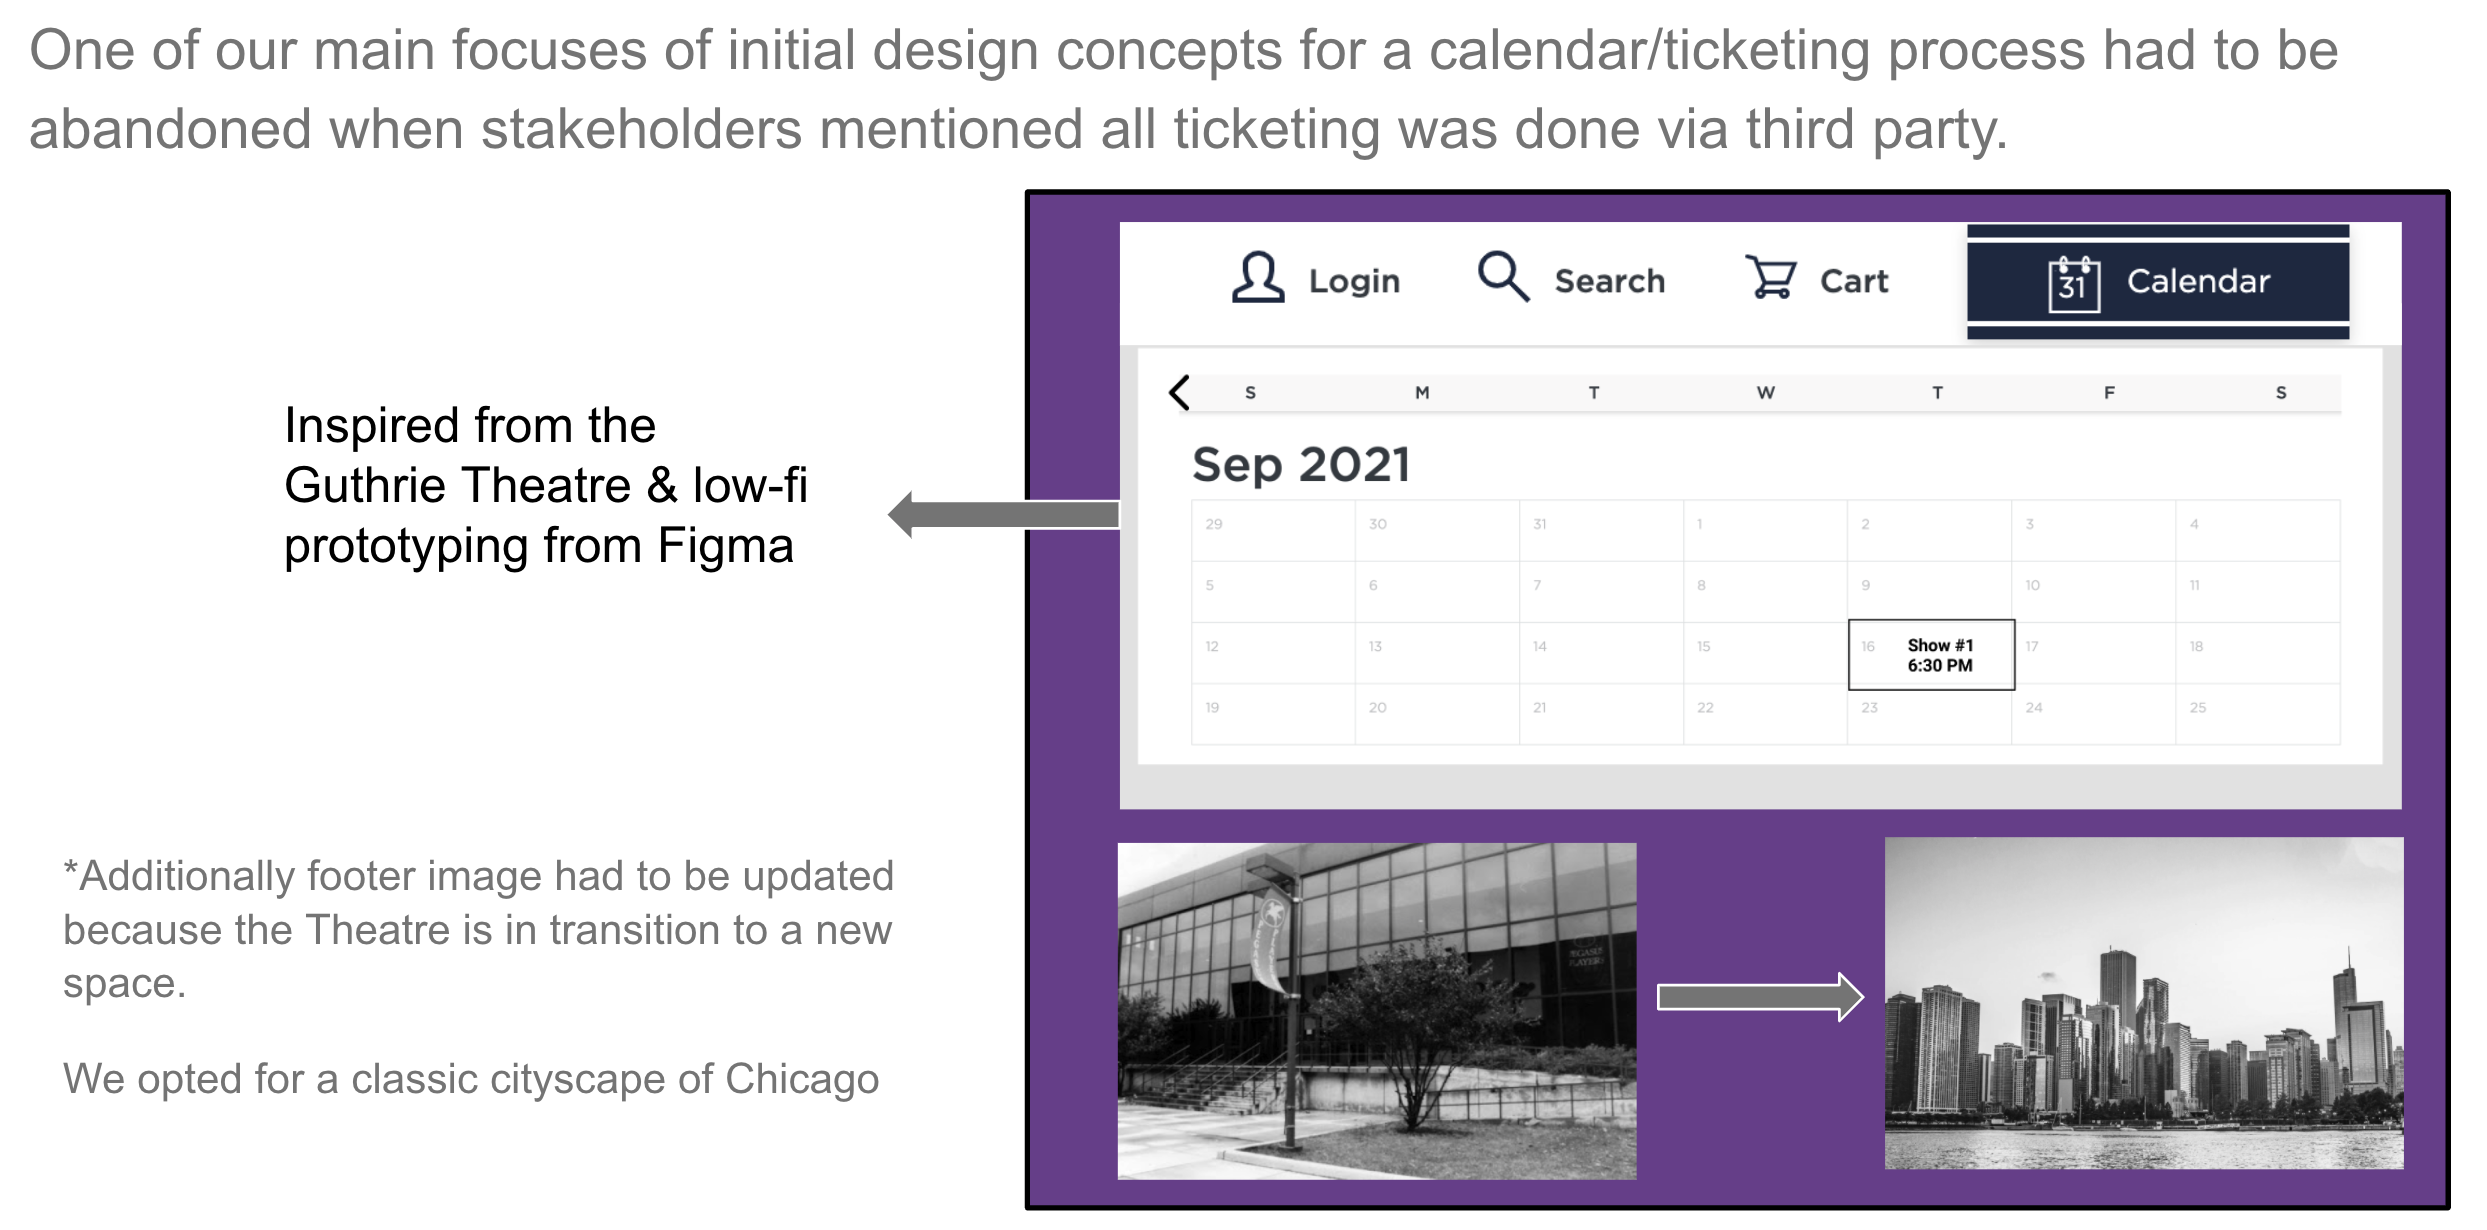 One of our main focuses of initial design concepts for a calendar/ticketing process had to be
abandoned when stakeholders mentioned all ticketing was done via third party.
Login Search Cart 31 Calendar
S M T W T F S
Sep 2021
29 30 31 1 2 3 4
5 6 7 8 9 10 11
12 13 14 15 16 Show #1 17 18
6:30 PM
19 20 21 22 23 24 25
Inspired from the
Guthrie Theatre & low-fi
prototyping from Figma
*Additionally footer image had to be updated
because the Theatre is in transition to a new
space.
We opted for a classic cityscape of Chicago